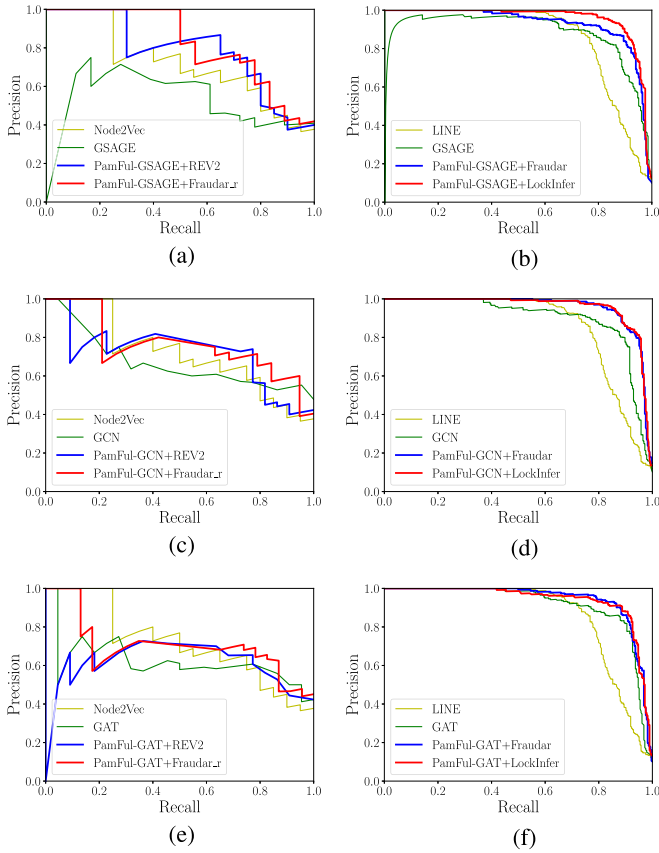 1.0
0.8
0.6
0.4
0.2
0.0
Precision
Node2Vec
GSAGE
PamFul-GSAGE+REV2
PamFul-GSAGE+Fraudar_r
0.0 0.2 0.4 0.6 0.8 1.0
Recall
(a)
1.0
0.8
0.6
0.4
0.2
0.0
Precision
LINE
GSAGE
PamFul-GSAGE+Fraudar
PamFul-GSAGE+LockInfer
0.0 0.2 0.4 0.6 0.8 1.0
Recall
(b)
1.0
0.8
0.6
0.4
0.2
0.0
Precision
Node2Vec
GCN
PamFul-GCN+REV2
PamFul-GCN+Fraudar_r
0.0 0.2 0.4 0.6 0.8 1.0
Recall
(c)
1.0
0.8
0.6
0.4
0.2
0.0
Precision
LINE
GCN
PamFul-GCN+Fraudar
PamFul-GCN+LockInfer
0.0 0.2 0.4 0.6 0.8 1.0
Recall
(d)
1.0
0.8
0.6
0.4
0.2
0.0
Precision
Node2Vec
GAT
PamFul-GAT+REV2
PamFul-GAT+Fraudar_r
0.0 0.2 0.4 0.6 0.8 1.0
Recall
(e)
1.0
0.8
0.6
0.4
0.2
0.0
Precision
LINE
GAT
PamFul-GAT+Fraudar
PamFul-GAT+LockInfer
0.0 0.2 0.4 0.6 0.8 1.0
Recall
(f)